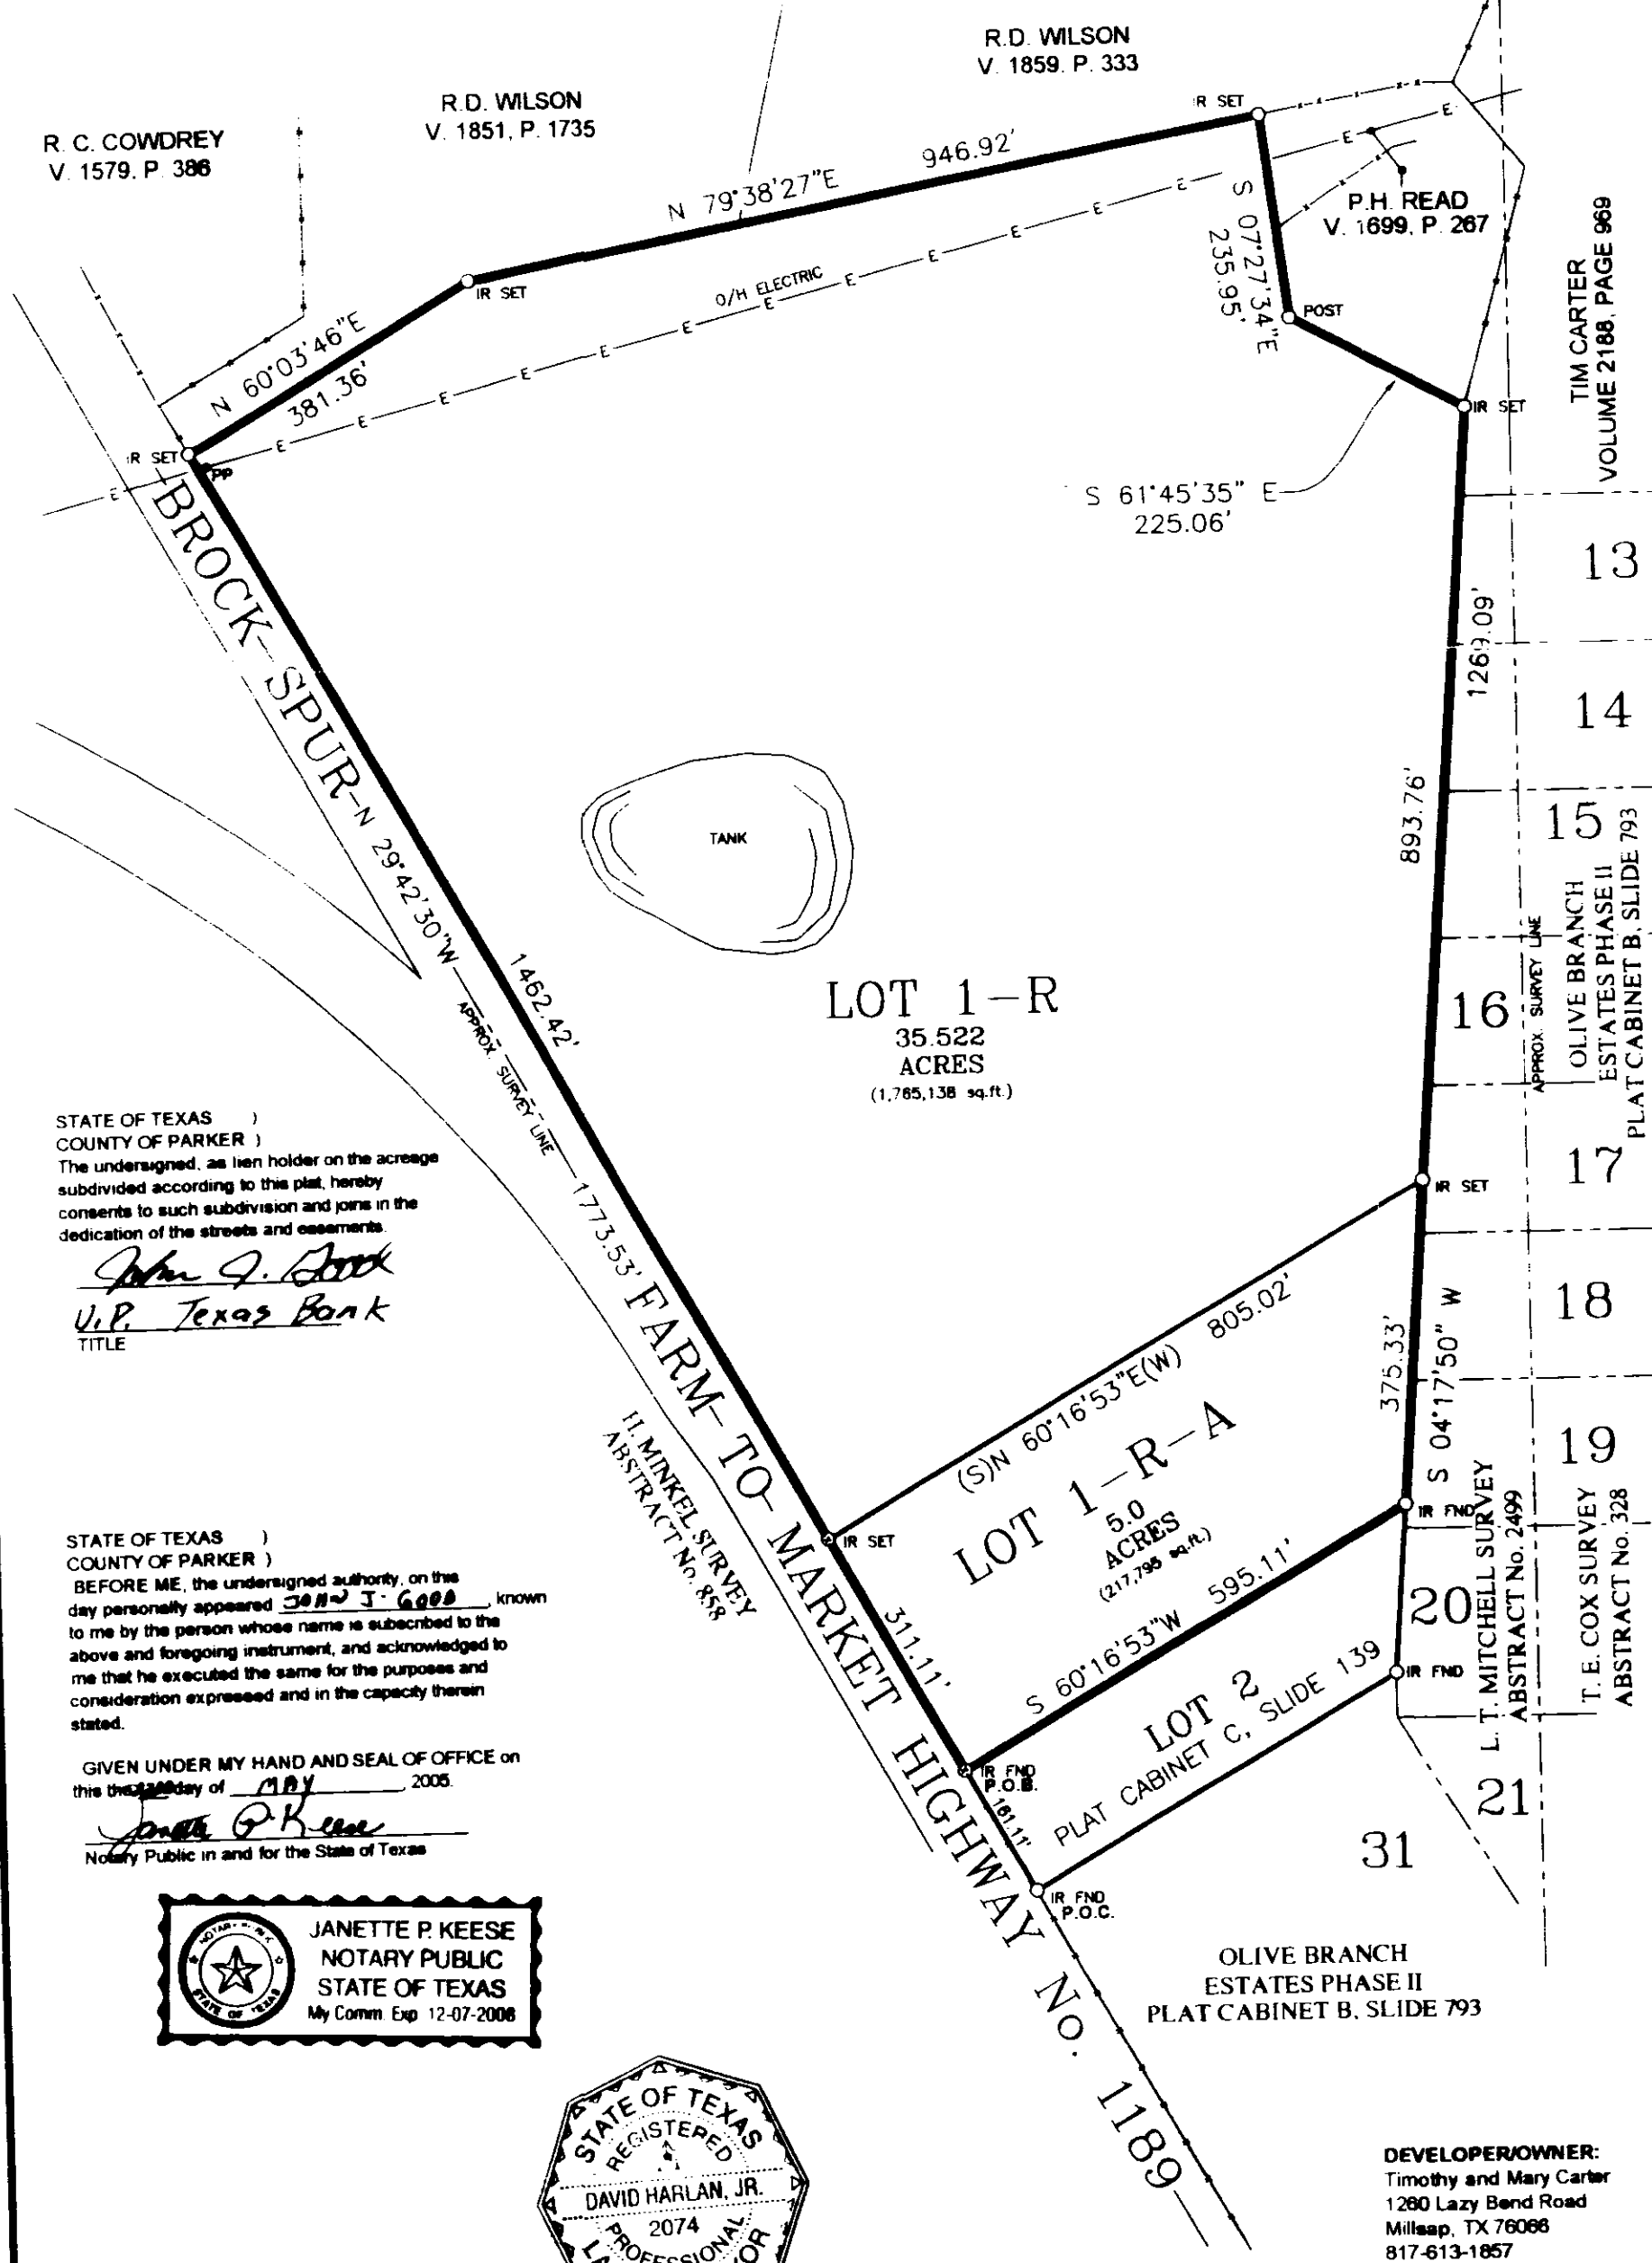 R.D. WILSON
V. 1859. P. 333
R.D. WILSON
V. 1851, P. 1735
R. C. COWDREY
V. 1579. P. 386
IR SET
946.92'
N 79°38'27"E
S 07°27'34"E
235.95'
P.H. READ
V. 1699, P. 267
TIM CARTER
VOLUME 2188, PAGE 969
IR SET
O/H ELECTRIC
E E E E E E E E E E E E E
POST
N 60°03'46"E
381.36'
IR SET
IR SET
PP
S 61°45'35" E
225.06'
13
1269.09'
14
893.76'
15
OLIVE BRANCH
ESTATES PHASE II
PLAT CABINET B, SLIDE 793
APPROX. SURVEY LINE
16
17
BROCK SPUR
N 29°42'30"W
1462.42'
APPROX. SURVEY LINE
1773.53'
TANK
LOT 1-R
35.522
ACRES
(1,765,138 sq.ft.)
STATE OF TEXAS )
COUNTY OF PARKER )
The undersigned, as lien holder on the acreage
subdivided according to this plat, hereby
consents to such subdivision and joins in the
dedication of the streets and easements.
John J. Good
V.P. Texas Bank
TITLE
IR SET
18
805.02'
(S)N 60°16'53"E(W)
375.33'
S 04°17'50" W
19
FARM-TO-MARKET HIGHWAY No. 1189
H. MINKEL SURVEY
ABSTRACT No. 858
IR SET
LOT 1-R-A
5.0
ACRES
(217,795 sq.ft.)
311.11'
S 60°16'53"W 595.11'
IR FND
L. T. MITCHELL SURVEY
ABSTRACT No. 2499
T. E. COX SURVEY
ABSTRACT No. 328
20
IR FND
LOT 2
PLAT CABINET C, SLIDE 139
IR FND
P.O.B.
161.11'
21
31
IR FND
P.O.C.
STATE OF TEXAS )
COUNTY OF PARKER )
BEFORE ME, the undersigned authority, on this
day personally appeared JOHN J. GOOD, known
to me by the person whose name is subscribed to the
above and foregoing instrument, and acknowledged to
me that he executed the same for the purposes and
consideration expressed and in the capacity therein
stated.
GIVEN UNDER MY HAND AND SEAL OF OFFICE on
this the day of MAY, 2005.
Janette P. Keese
Notary Public in and for the State of Texas
JANETTE P. KEESE
NOTARY PUBLIC
STATE OF TEXAS
My Comm. Exp 12-07-2006
STATE OF TEXAS
OLIVE BRANCH
ESTATES PHASE II
PLAT CABINET B, SLIDE 793
STATE OF TEXAS
REGISTERED
DAVID HARLAN, JR.
2074
PROFESSIONAL
DEVELOPER/OWNER:
Timothy and Mary Carter
1280 Lazy Bend Road
Millsap, TX 76066
817-613-1857